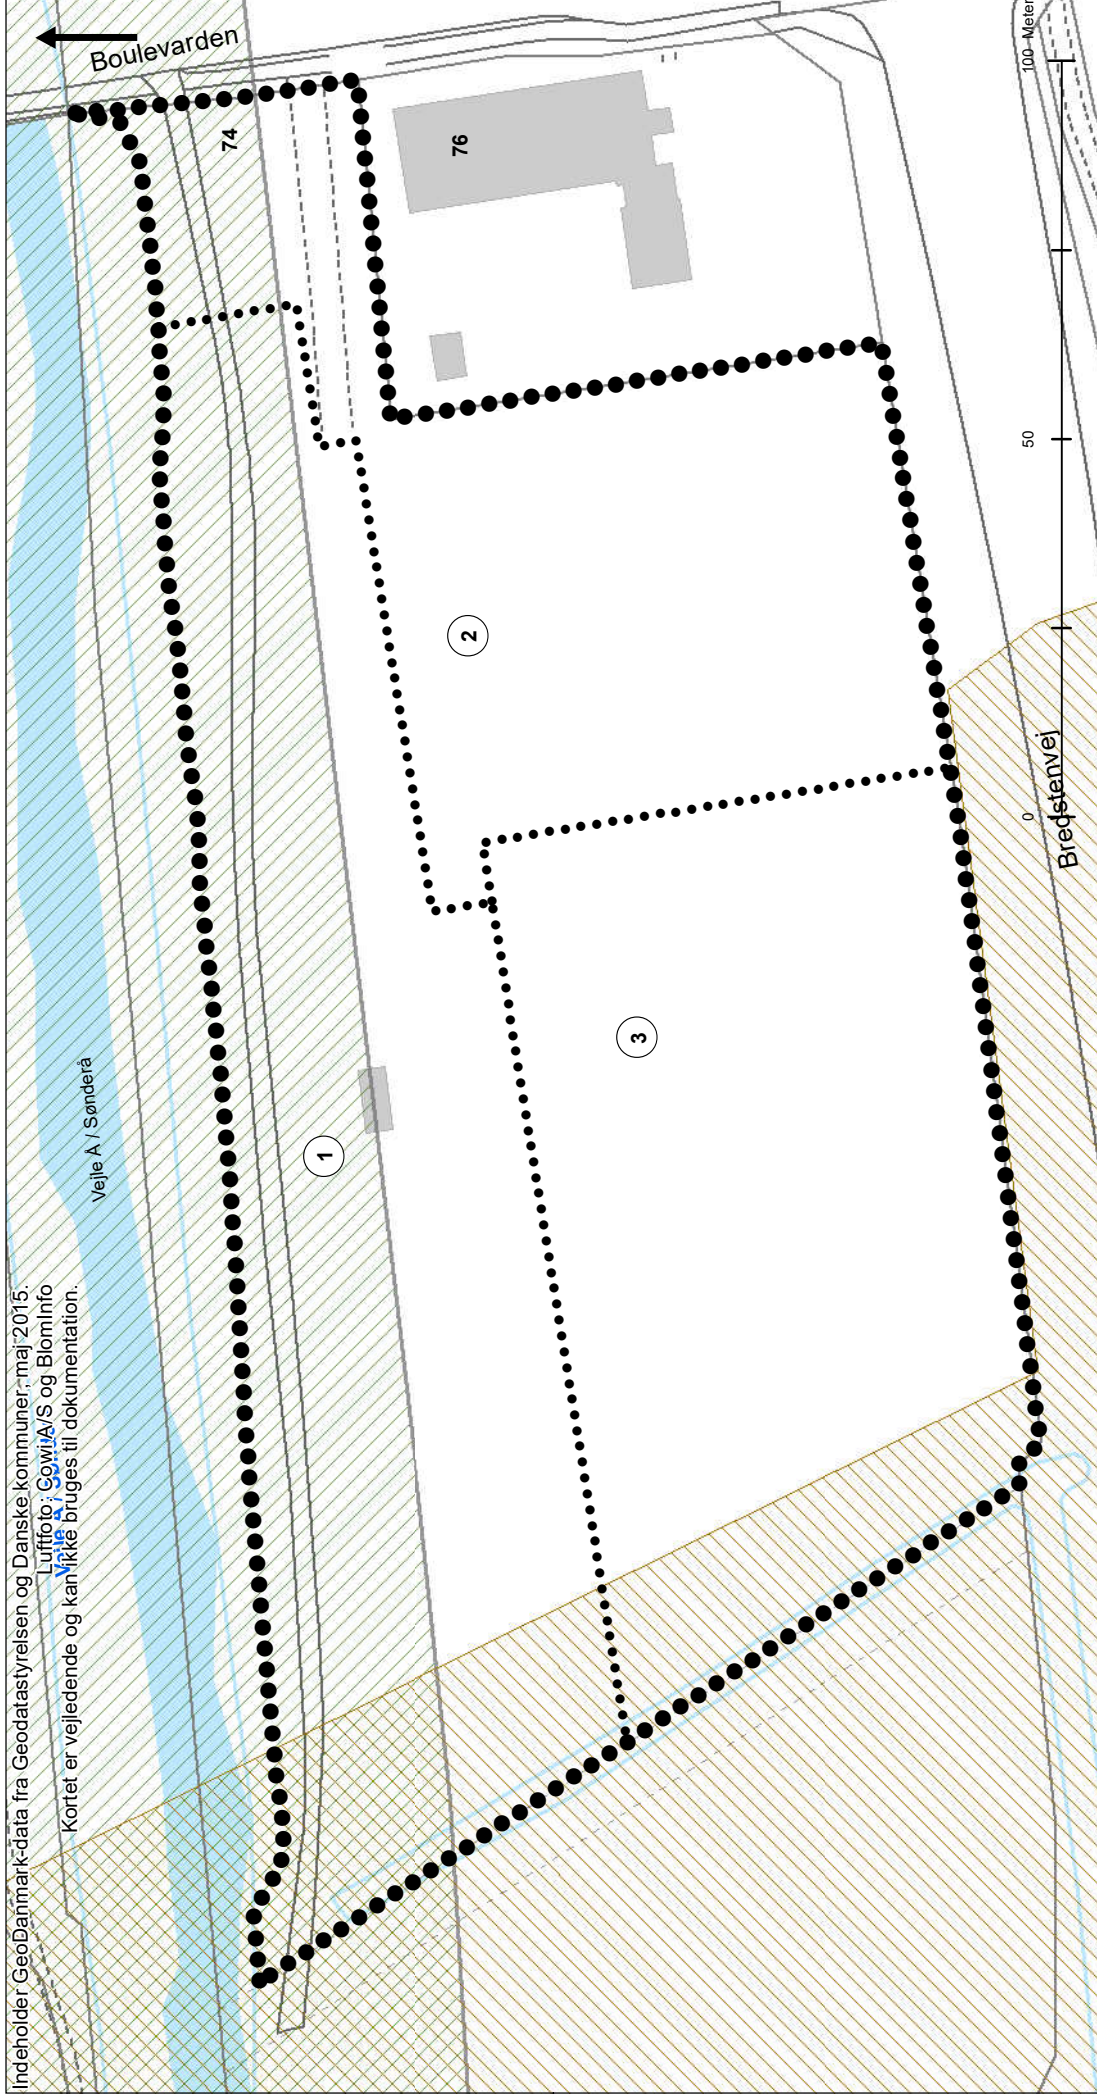 Indeholder GeoDanmark-data fra Geodatastyrelsen og Danske kommuner, maj 2015.
Luftfoto: Cowi A/S og BlomInfo
Kortet er vejledende og kan ikke bruges til dokumentation.
Vejle Å / Sønderå
Boulevarden
74
76
1
2
3
Bredstenvej
0
50
100 Meter